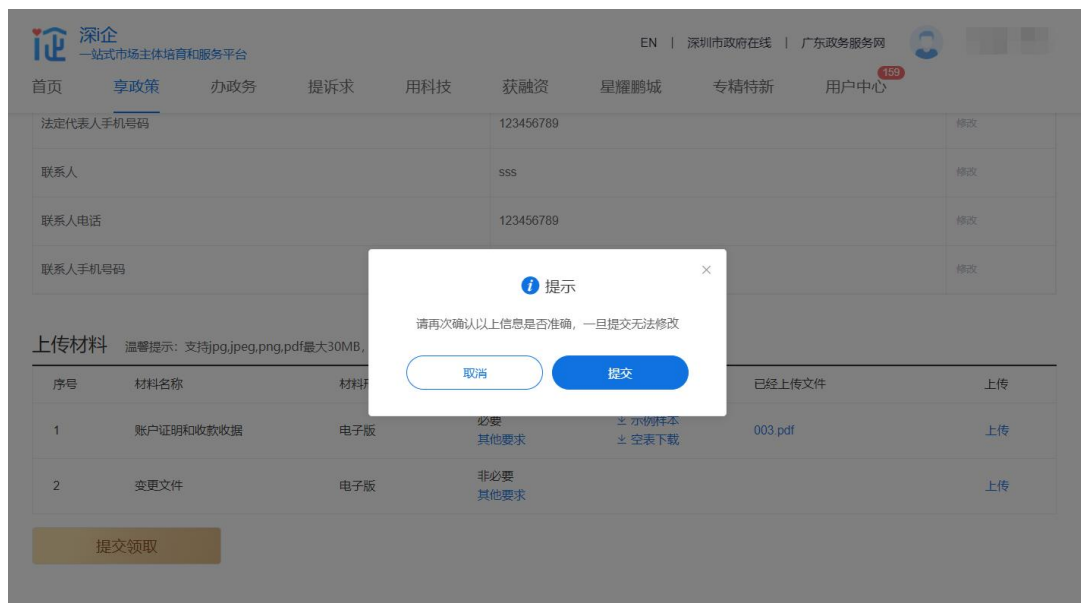 深i企
一站式市场主体培育和服务平台
EN | 深圳市政府在线 | 广东政务服务网
首页 享政策 办政务 提诉求 用科技 获融资 星耀鹏城 专精特新 用户中心 159
法定代表人手机号码 123456789 修改
联系人 sss 修改
联系人电话 123456789 修改
联系人手机号码 修改
提示
请再次确认以上信息是否准确，一旦提交无法修改
取消 提交
上传材料 温馨提示：支持jpg,jpeg,png,pdf最大30MB，
序号 材料名称 材料 已经上传文件 上传
1 账户证明和收款收据 电子版 必要 其他要求 示例样本 空表下载 003.pdf 上传
2 变更文件 电子版 非必要 其他要求 上传
提交领取